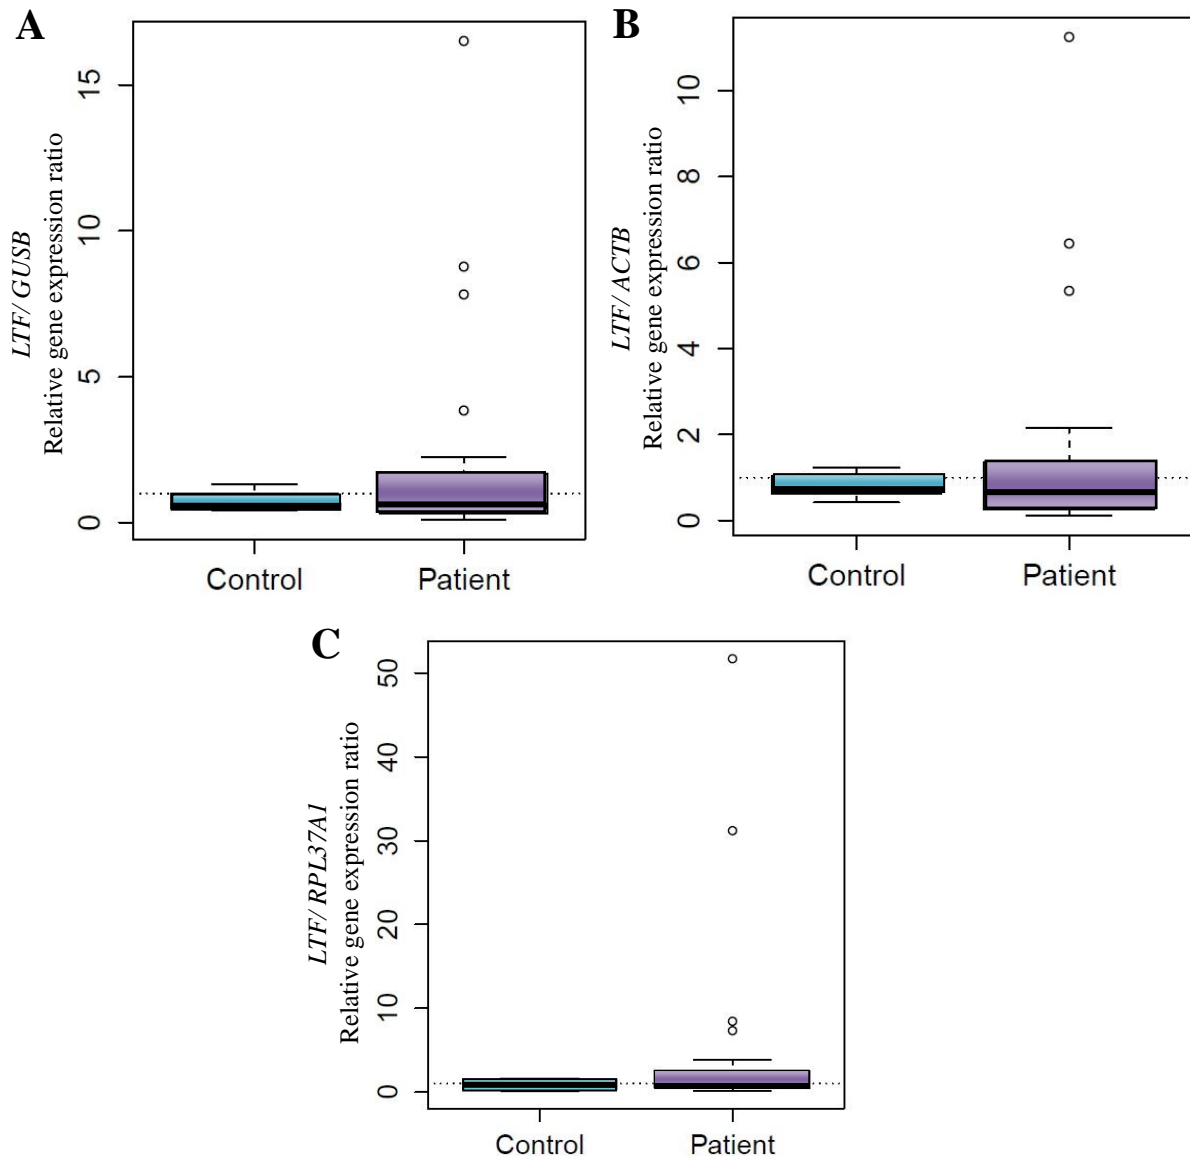 A
LTF/ GUSB
Relative gene expression ratio
15
10
5
0
Control Patient
B
LTF/ ACTB
Relative gene expression ratio
10
8
6
4
2
0
Control Patient
C
LTF/ RPL37A1
Relative gene expression ratio
50
40
30
20
10
0
Control Patient